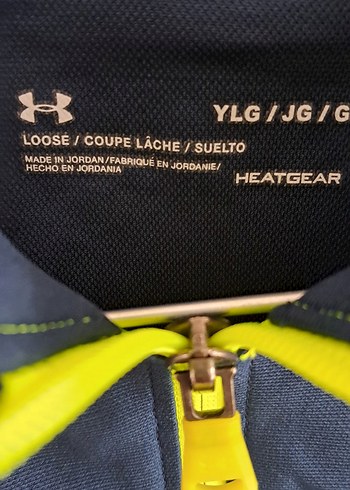 YLG / JG / G
LOOSE / COUPE LÂCHE / SUELTO
MADE IN JORDAN / FABRIQUÉ EN JORDANIE /
HECHO EN JORDANIA
HEATGEAR